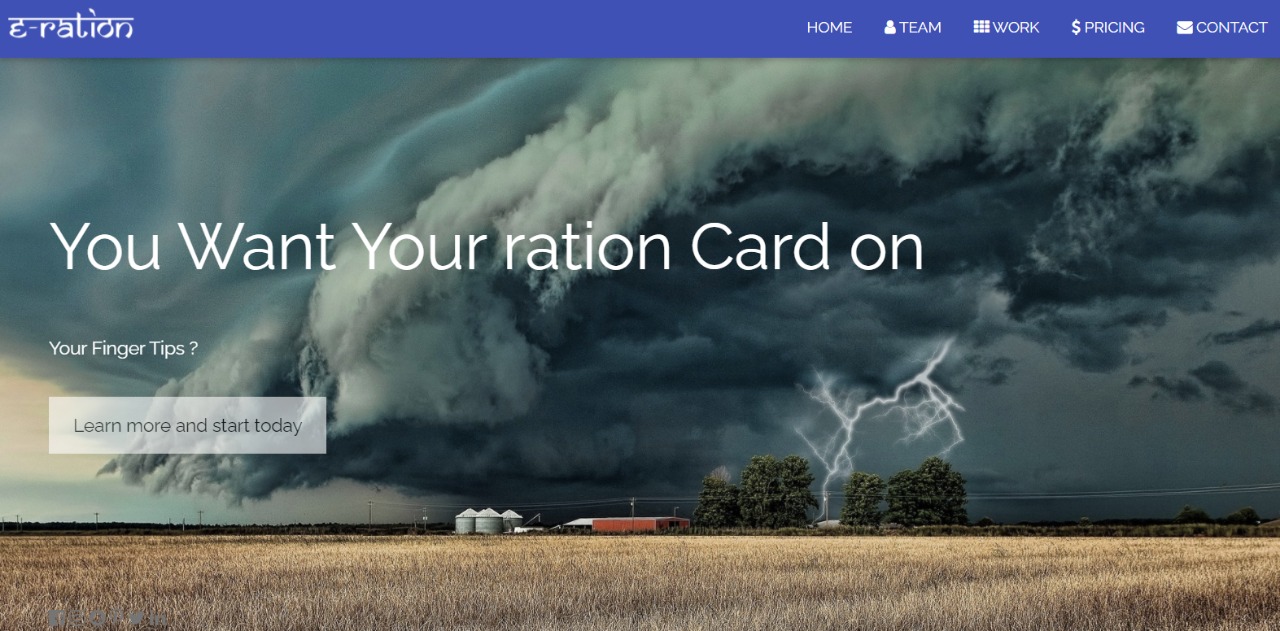 ε-ration
HOME
TEAM
WORK
$ PRICING
CONTACT
You Want Your ration Card on
Your Finger Tips ?
Learn more and start today